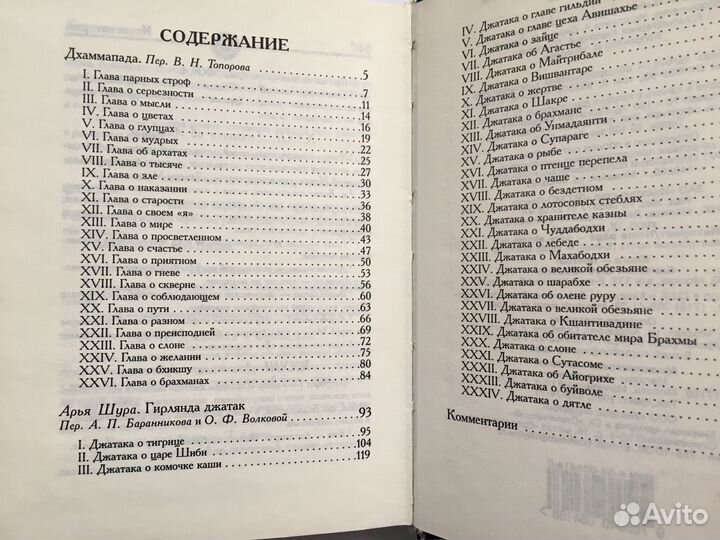 СОДЕРЖАНИЕ
Дхаммапада. Пер. В. Н. Топорова 5
I. Глава парных строф 7
II. Глава о серьезности 11
III. Глава о мысли 14
IV. Глава о цветах 16
V. Глава о глупцах 19
VI. Глава о мудрых 22
VII. Глава об архатах 25
VIII. Глава о тысяче 27
IX. Глава о зле 30
X. Глава о наказании 33
XI. Глава о старости 36
XII. Глава о своем «я» 38
XIII. Глава о мире 40
XIV. Глава о просветленном 43
XV. Глава о счастье 47
XVI. Глава о приятном 50
XVII. Глава о гневе 53
XVIII. Глава о скверне 56
XIX. Глава о соблюдающем 60
XX. Глава о пути 63
XXI. Глава о разном 66
XXII. Глава о преисподней 69
XXIII. Глава о слоне 72
XXIV. Глава о желании 75
XXV. Глава о бхикшу 80
XXVI. Глава о брахманах 84
Арья Шура. Гирлянда джатак 93
Пер. А. П. Баранникова и О. Ф. Волковой
I. Джатака о тигрице 95
II. Джатака о царе Шиби 104
III. Джатака о комочке каши 119
IV. Джатака о главе гильдии
V. Джатака о главе цеха Авишахье
VI. Джатака о зайце
VII. Джатака об Агастье
VIII. Джатака о Майтрибале
IX. Джатака о Вишвантаре
X. Джатака о жертве
XI. Джатака о Шакре
XII. Джатака о брахмане
XIII. Джатака об Унмадаянти
XIV. Джатака о Супараге
XV. Джатака о рыбе
XVI. Джатака о птенце перепела
XVII. Джатака о чаше
XVIII. Джатака о бездетном
XIX. Джатака о лотосовых стеблях
XX. Джатака о хранителе казны
XXI. Джатака о Чуддабодхи
XXII. Джатака о лебеде
XXIII. Джатака о Махабодхи
XXIV. Джатака о великой обезьяне
XXV. Джатака о шарабхе
XXVI. Джатака об олене руру
XXVII. Джатака о великой обезьяне
XXVIII. Джатака о Кшантивадине
XXIX. Джатака об обитателе мира Брахмы
XXX. Джатака о слоне
XXXI. Джатака о Сутасоме
XXXII. Джатака об Айогрихе
XXXIII. Джатака о буйволе
XXXIV. Джатака о дятле
Комментарии
Avito